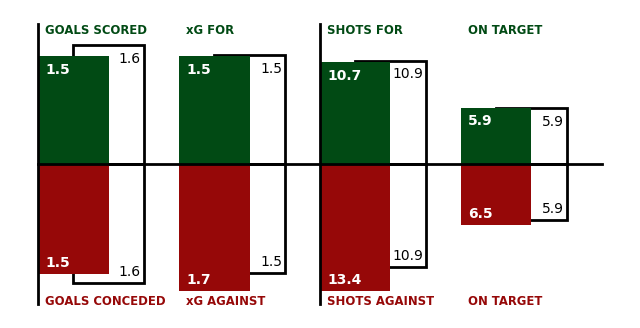 GOALS SCORED xG FOR SHOTS FOR ON TARGET
1.5 1.6 1.5 1.5 10.7 10.9 5.9 5.9
1.5 1.6 1.7 1.5 13.4 10.9 6.5 5.9
GOALS CONCEDED xG AGAINST SHOTS AGAINST ON TARGET